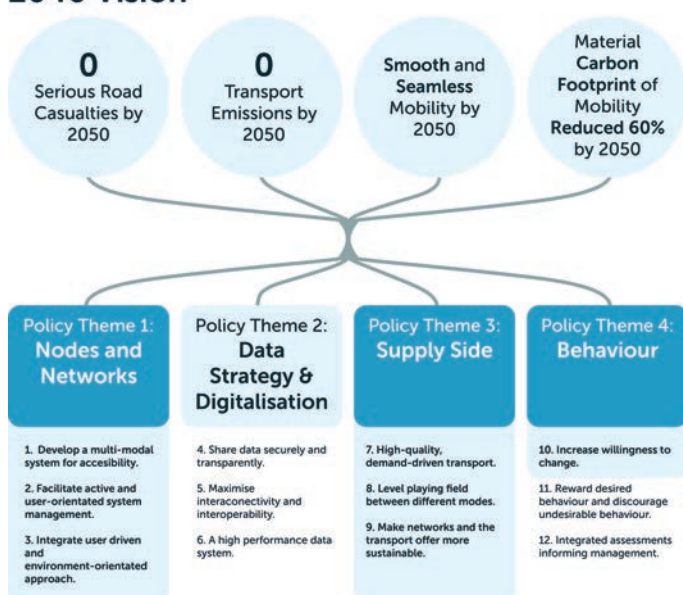 0
Serious Road
Casualties by
2050
0
Transport
Emissions by
2050
Smooth and
Seamless
Mobility by
2050
Material
Carbon
Footprint of
Mobility
Reduced 60%
by 2050
Policy Theme 1:
Nodes and
Networks
1. Develop a multi-modal
system for accesibility.
2. Facilitate active and
user-orientated system
management.
3. Integrate user driven
and
environment-orientated
approach.
Policy Theme 2:
Data
Strategy &
Digitalisation
4. Share data securely and
transparently.
5. Maximise
interaconectivity and
interoperability.
6. A high performance data
system.
Policy Theme 3:
Supply Side
7. High-quality,
demand-driven transport.
8. Level playing field
between different modes.
9. Make networks and the
transport offer more
sustainable.
Policy Theme 4:
Behaviour
10. Increase willingness to
change.
11. Reward desired
behaviour and discourage
undesirable behaviour.
12. Integrated assessments
informing management.